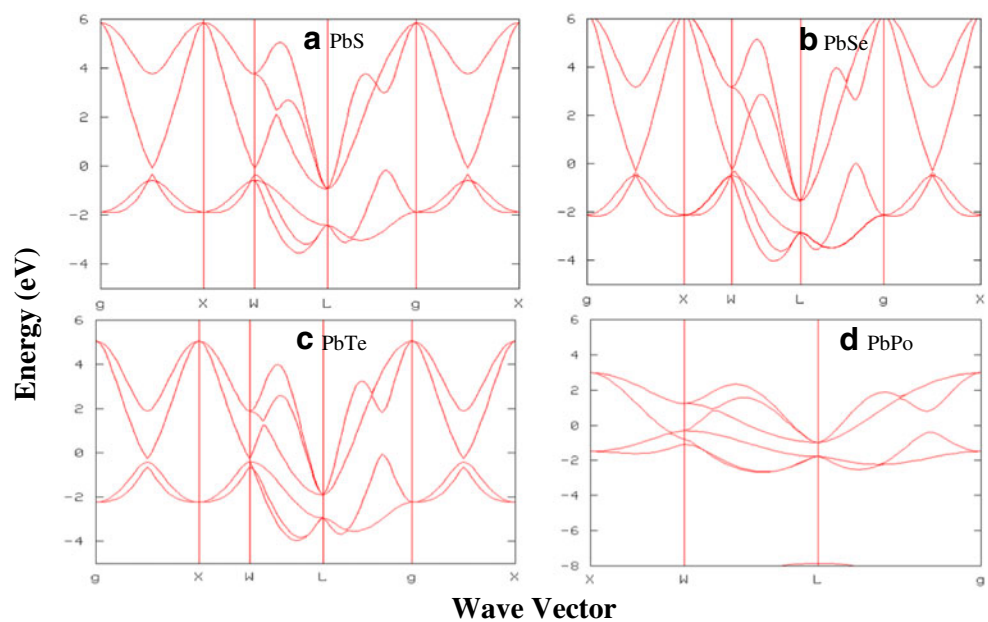 a PbS
6
4
2
0
-2
-4
g X W L g X
b PbSe
6
4
2
0
-2
-4
g X W L g X
Energy (eV)
c PbTe
6
4
2
0
-2
-4
g X W L g X
d PbPo
6
4
2
0
-2
-4
-6
-8
X W L g
Wave Vector